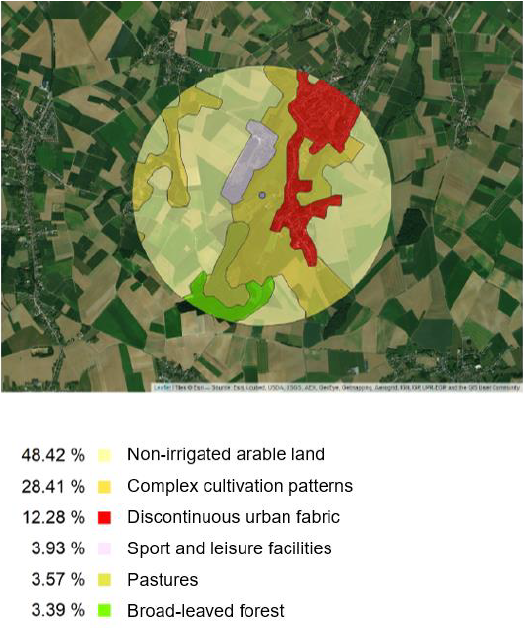 Leaflet | Tiles © Esri — Source: Esri, i-cubed, USDA, USGS, AEX, GeoEye, Getmapping, Aerogrid, IGN, IGP, UPR-EGP, and the GIS User Community
48.42 % Non-irrigated arable land
28.41 % Complex cultivation patterns
12.28 % Discontinuous urban fabric
3.93 % Sport and leisure facilities
3.57 % Pastures
3.39 % Broad-leaved forest